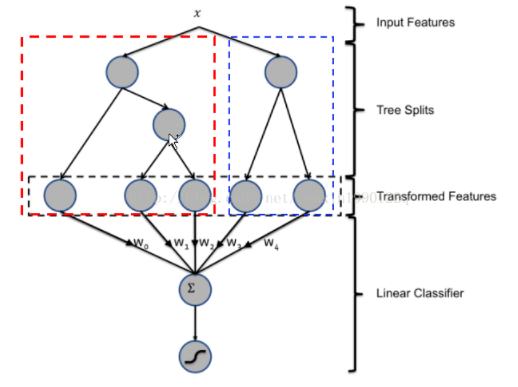 x
Input Features
Tree Splits
Transformed Features
W₀ W₁ W₂ W₃ W₄
Σ
Linear Classifier